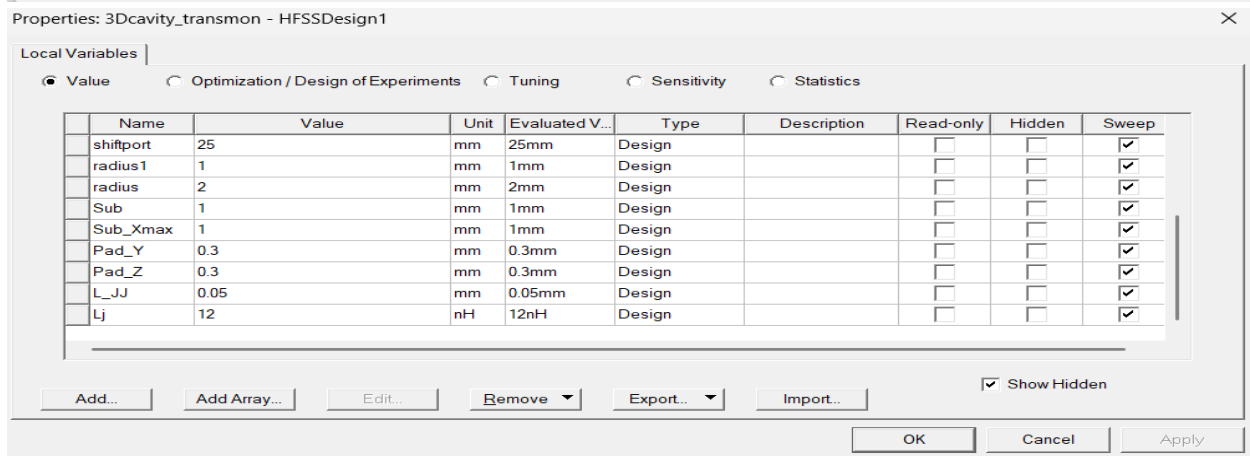 Properties: 3Dcavity_transmon - HFSSDesign1
Local Variables
Value Optimization / Design of Experiments Tuning Sensitivity Statistics
Name Value Unit Evaluated V... Type Description Read-only Hidden Sweep
shiftport 25 mm 25mm Design
radius1 1 mm 1mm Design
radius 2 mm 2mm Design
Sub 1 mm 1mm Design
Sub_Xmax 1 mm 1mm Design
Pad_Y 0.3 mm 0.3mm Design
Pad_Z 0.3 mm 0.3mm Design
L_JJ 0.05 mm 0.05mm Design
Lj 12 nH 12nH Design
Show Hidden
Add... Add Array... Edit... Remove Export... Import...
OK Cancel Apply